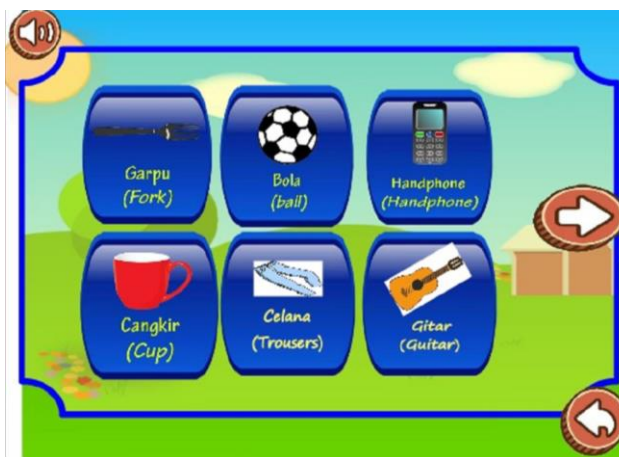 Garpu
(Fork)
Bola
(ball)
Handphone
(Handphone)
Cangkir
(Cup)
Celana
(Trousers)
Gitar
(Guitar)